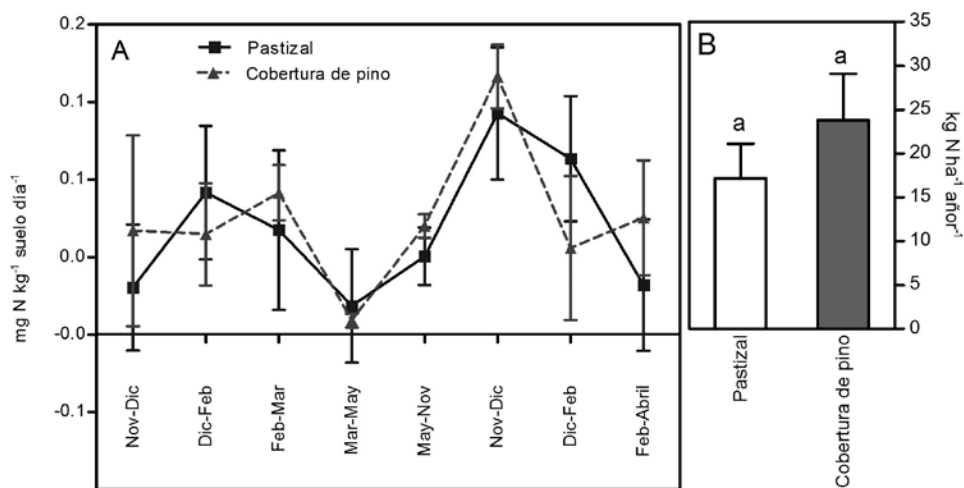 A
Pastizal
Cobertura de pino
mg N kg⁻¹ suelo día⁻¹
0.2
0.1
0.1
0.0
-0.0
-0.1
Nov-Dic
Dic-Feb
Feb-Mar
Mar-May
May-Nov
Nov-Dic
Dic-Feb
Feb-Abril
B
a
a
35
30
25
20
15
10
5
0
kg N ha⁻¹ añor⁻¹
Pastizal
Cobertura de pino